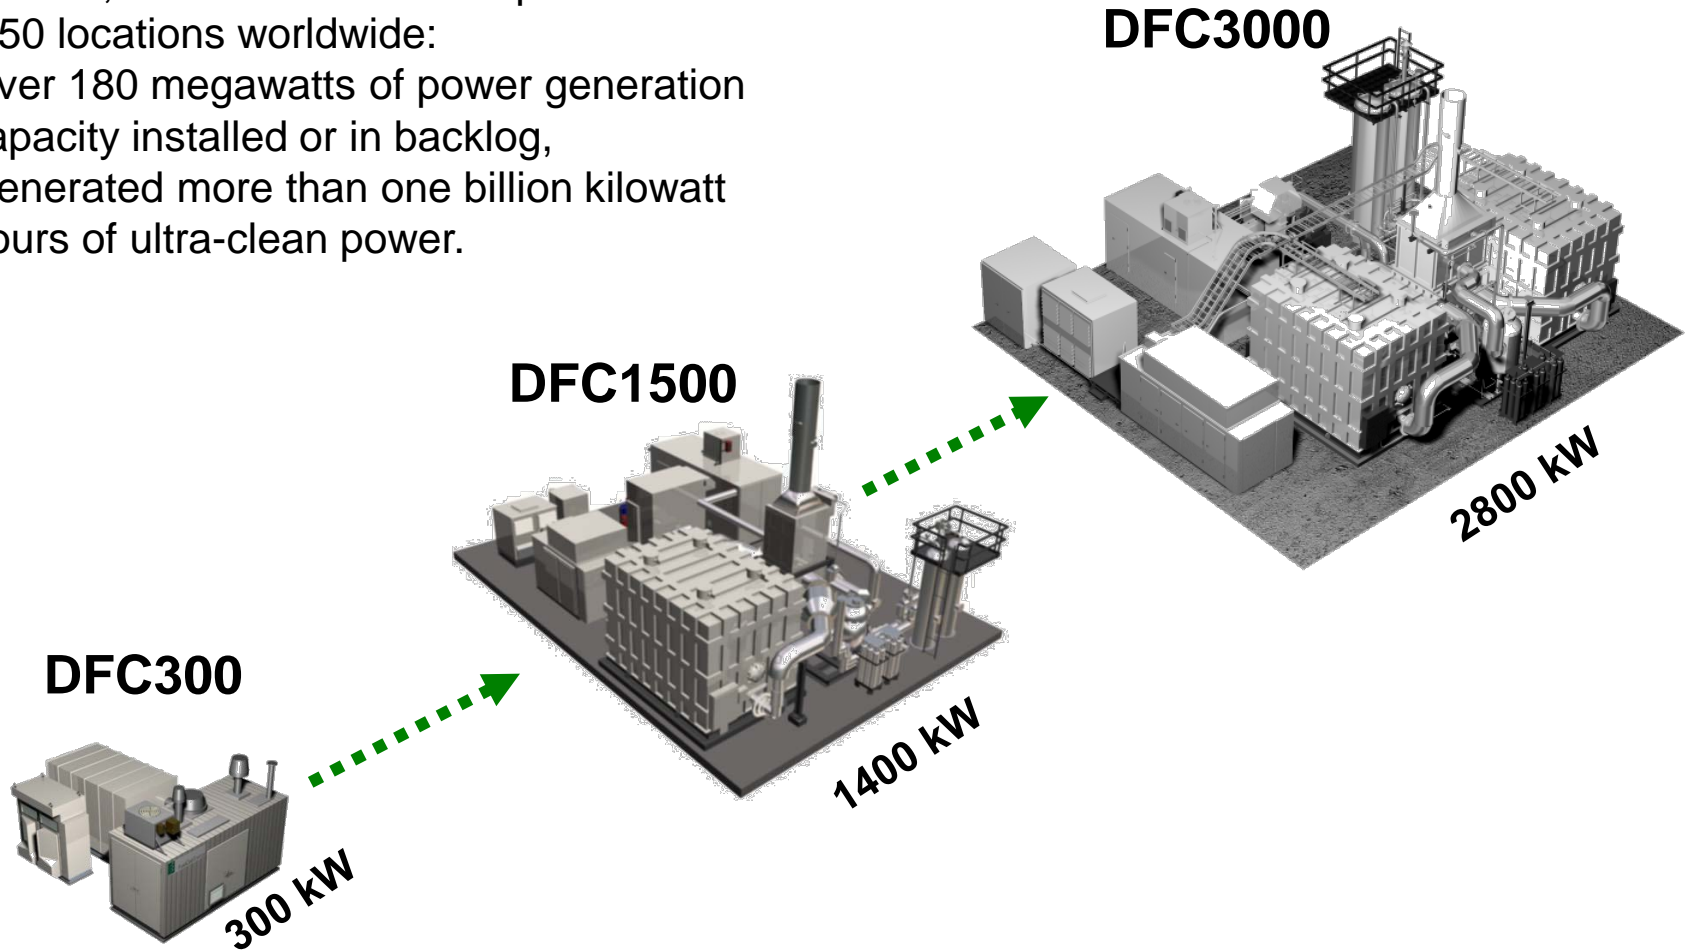 50 locations worldwide:
ver 180 megawatts of power generation
apacity installed or in backlog,
enerated more than one billion kilowatt
ours of ultra-clean power.
DFC3000
2800 kW
DFC1500
1400 kW
DFC300
300 kW